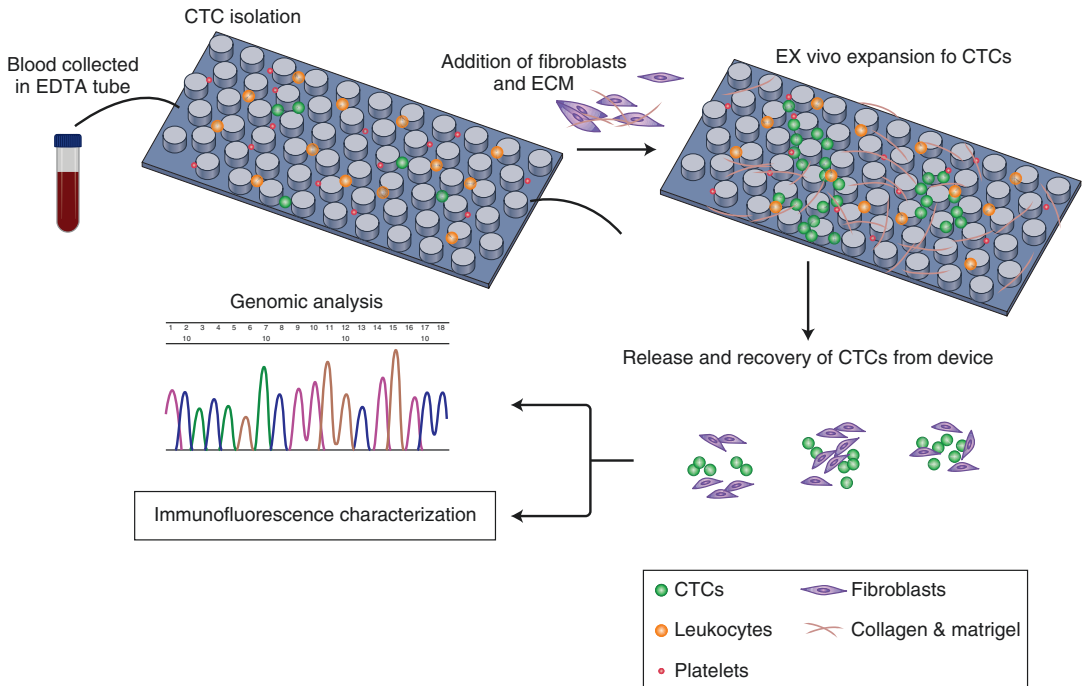 CTC isolation
Blood collected
in EDTA tube
Addition of fibroblasts
and ECM
EX vivo expansion fo CTCs
Genomic analysis
1 2 3 4 5 6 7 8 9 10 11 12 13 14 15 16 17 18
10 10 10 10
Release and recovery of CTCs from device
Immunofluorescence characterization
CTCs
Fibroblasts
Leukocytes
Collagen & matrigel
Platelets